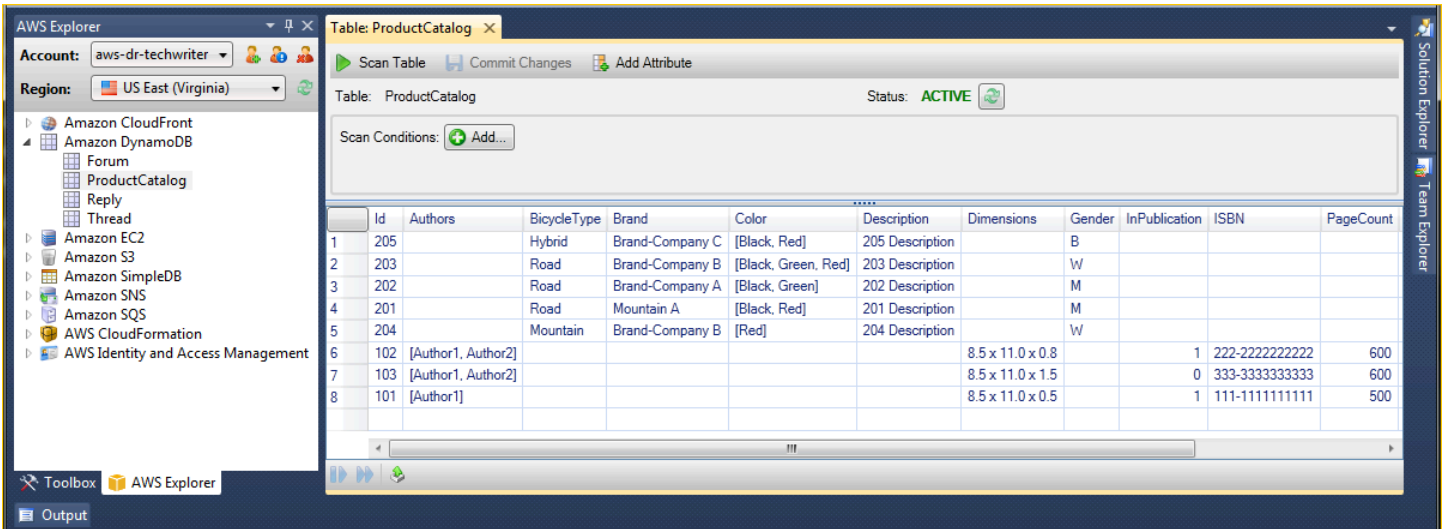 AWS Explorer
Account: aws-dr-techwriter
Region: US East (Virginia)
Amazon CloudFront
Amazon DynamoDB
Forum
ProductCatalog
Reply
Thread
Amazon EC2
Amazon S3
Amazon SimpleDB
Amazon SNS
Amazon SQS
AWS CloudFormation
AWS Identity and Access Management
Toolbox AWS Explorer
Output
Table: ProductCatalog
Scan Table Commit Changes Add Attribute
Table: ProductCatalog Status: ACTIVE
Scan Conditions: Add...
Id Authors BicycleType Brand Color Description Dimensions Gender InPublication ISBN PageCount
1 205 Hybrid Brand-Company C [Black, Red] 205 Description B
2 203 Road Brand-Company B [Black, Green, Red] 203 Description W
3 202 Road Brand-Company A [Black, Green] 202 Description M
4 201 Road Mountain A [Black, Red] 201 Description M
5 204 Mountain Brand-Company B [Red] 204 Description W
6 102 [Author1, Author2] 8.5 x 11.0 x 0.8 1 222-2222222222 600
7 103 [Author1, Author2] 8.5 x 11.0 x 1.5 0 333-3333333333 600
8 101 [Author1] 8.5 x 11.0 x 0.5 1 111-1111111111 500
Solution Explorer
Team Explorer